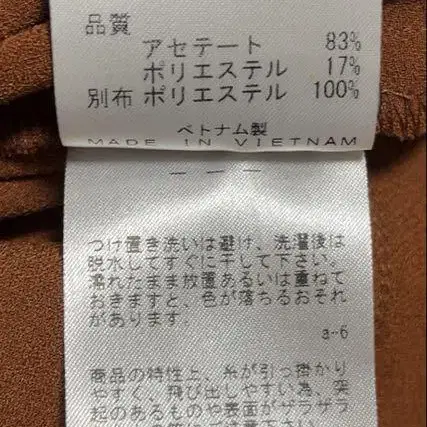 品質
アセテート 83%
ポリエステル 17%
別布 ポリエステル 100%
ベトナム製
MADE IN VIETNAM
つけ置き洗いは避け、洗濯後は
脱水してすぐに干して下さい。
濡れたまま放置あるいは重ねて
おきますと、色が落ちるおそれ
があります。
a-6
商品の特性上、糸が引っ掛かり
やすく、飛び出しやすい為、突
起のあるものや表面がザラザラ